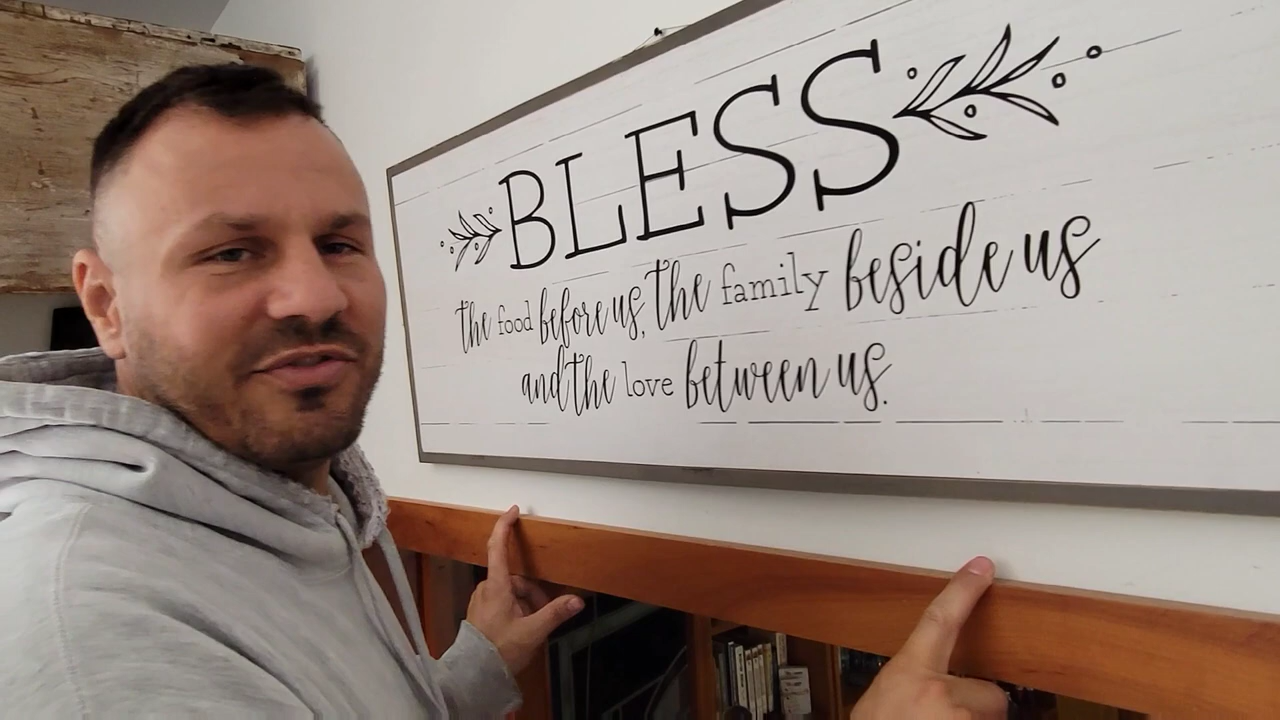 BLESS
the food before us, the family beside us
and the love between us.